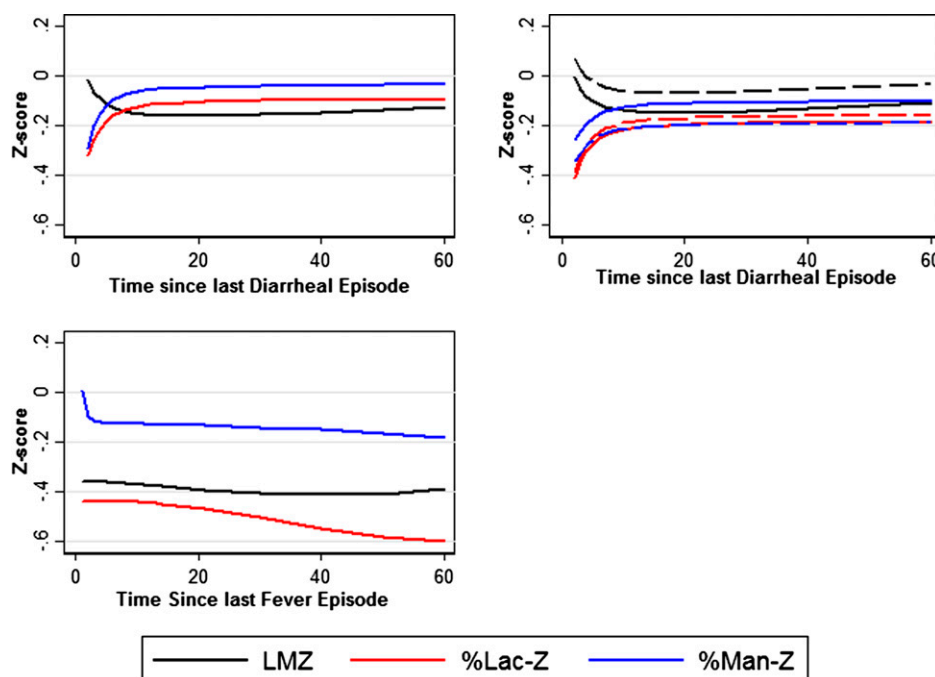 .2
0
-.2
-.4
-.6
Z-score
0 20 40 60
Time since last Diarrheal Episode
.2
0
-.2
-.4
-.6
Z-score
0 20 40 60
Time since last Diarrheal Episode
.2
0
-.2
-.4
-.6
Z-score
0 20 40 60
Time Since last Fever Episode
LMZ %Lac-Z %Man-Z